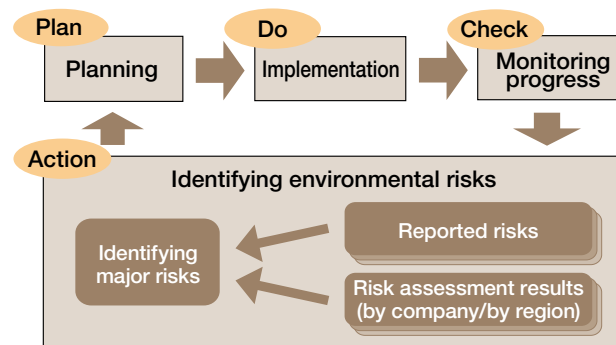 Plan
Planning
Do
Implementation
Check
Monitoring
progress
Action
Identifying environmental risks
Identifying
major risks
Reported risks
Risk assessment results
(by company/by region)